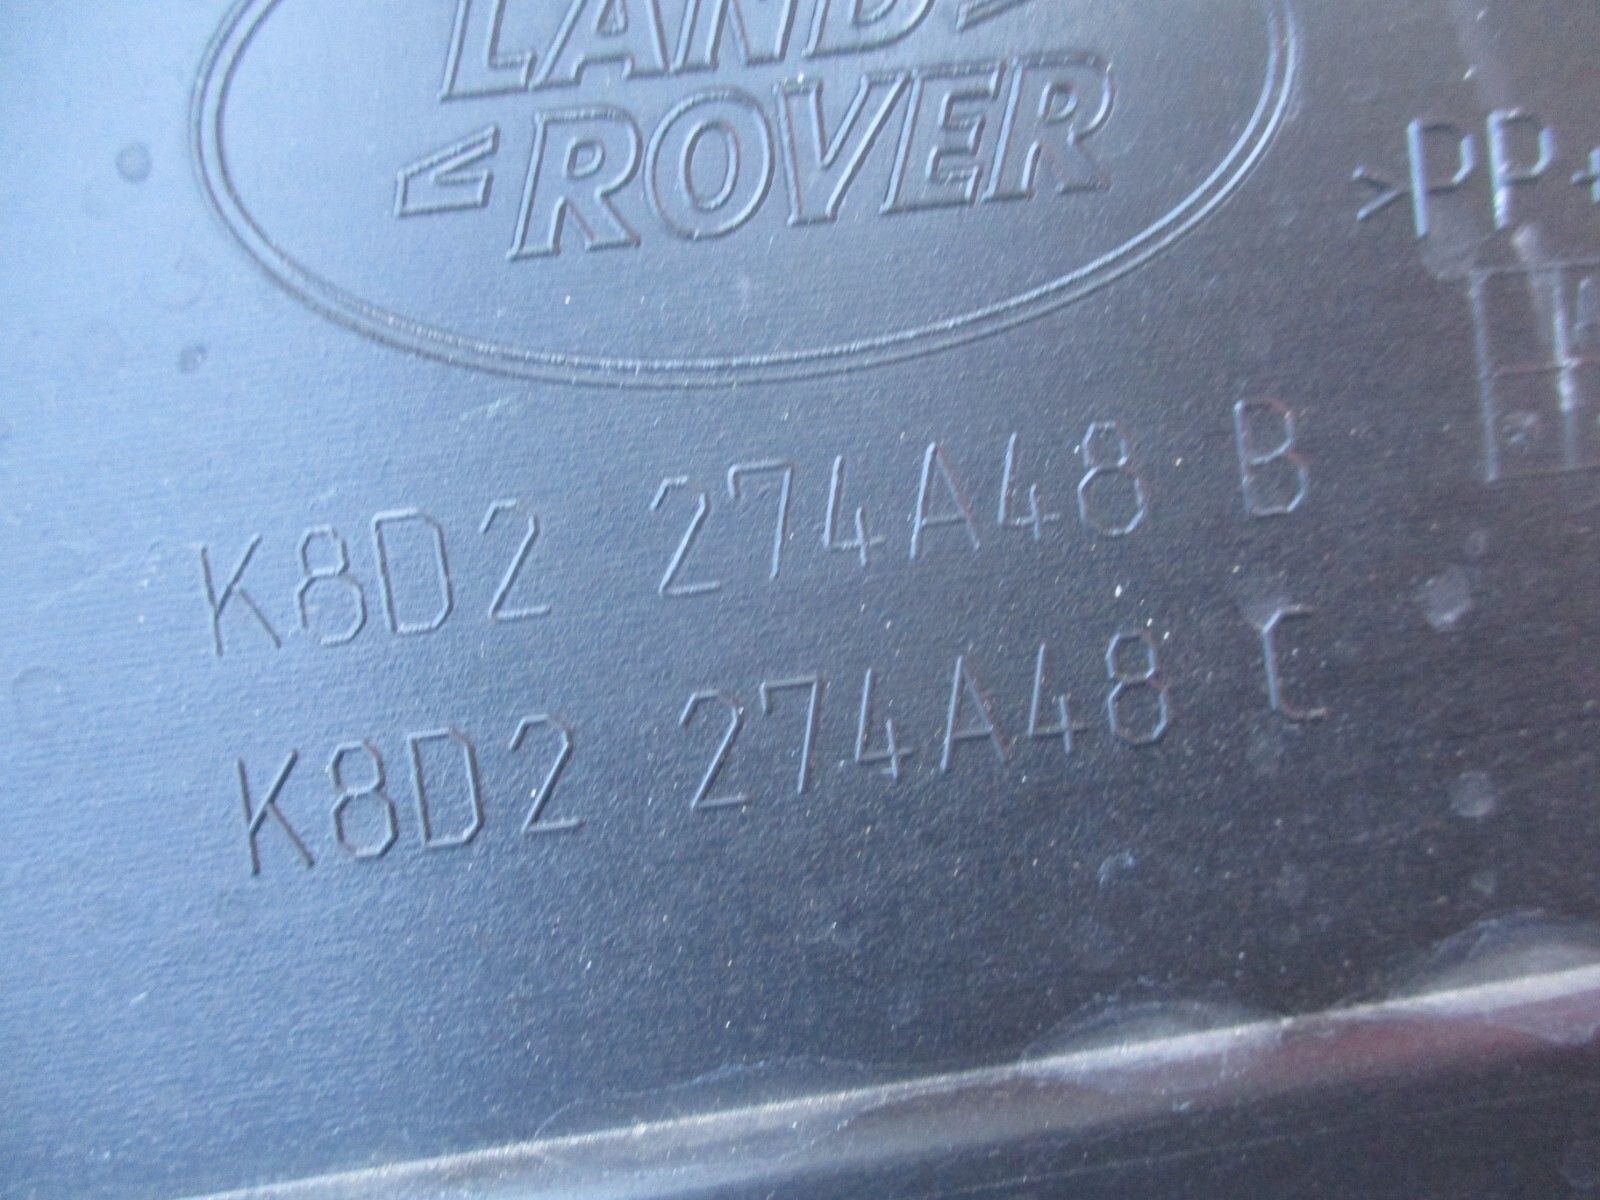 LAND
ROVER
>PP+
K8D2 274A48 B
K8D2 274A48 C